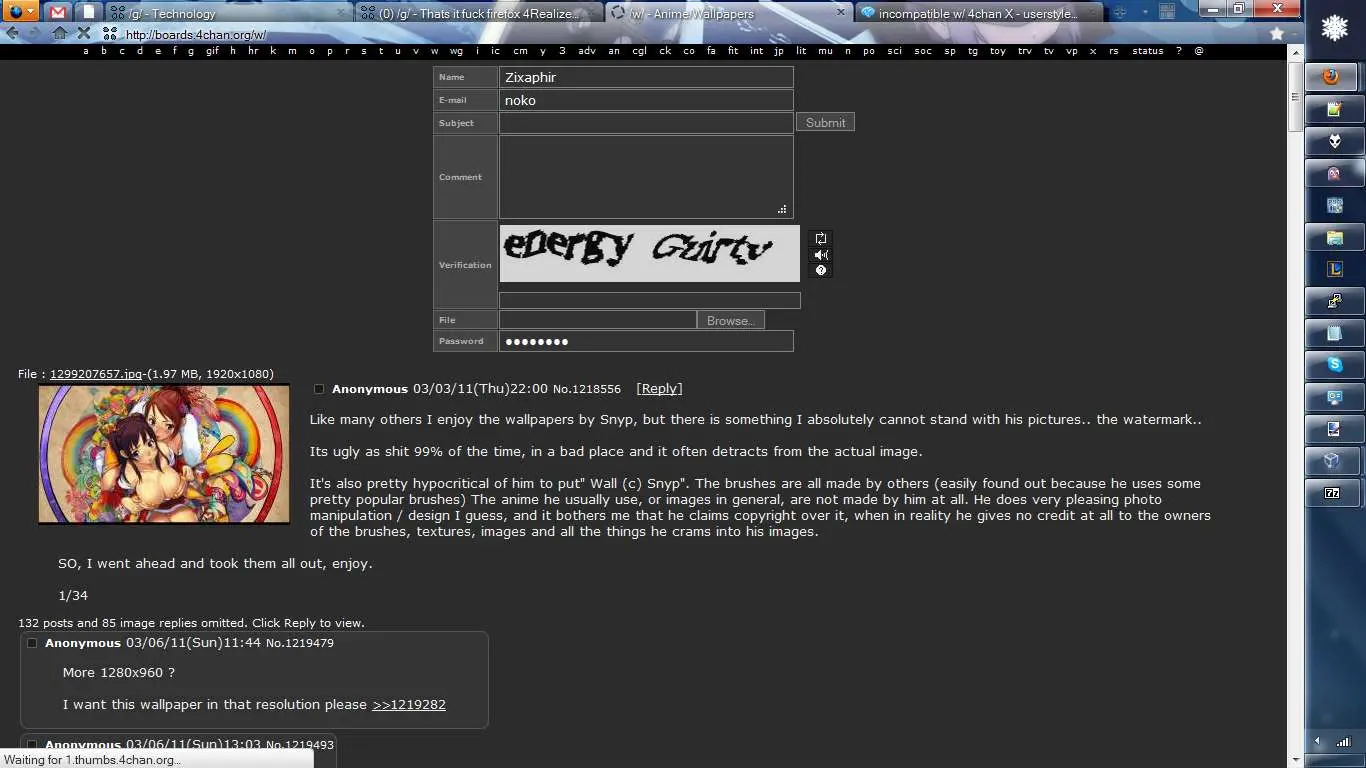 /g/ - Technology
(0) /g/ - Thats it fuck firefox 4Realize...
/w/ - Anime/Wallpapers
incompatible w/ 4chan X - userstyle...
http://boards.4chan.org/w/
a b c d e f g gif h hr k m o p r s t u v w wg i ic cm y 3 adv an cgl ck co fa fit int jp lit mu n po sci soc sp tg toy trv tv vp x rs status ? @
Name Zixaphir
E-mail noko
Subject Submit
Comment
energy Guirty
Verification
File Browse...
Password ●●●●●●●●
File : 1299207657.jpg-(1.97 MB, 1920x1080)
Anonymous 03/03/11(Thu)22:00 No.1218556 [Reply]
Like many others I enjoy the wallpapers by Snyp, but there is something I absolutely cannot stand with his pictures.. the watermark..
Its ugly as shit 99% of the time, in a bad place and it often detracts from the actual image.
It's also pretty hypocritical of him to put" Wall (c) Snyp". The brushes are all made by others (easily found out because he uses some
pretty popular brushes) The anime he usually use, or images in general, are not made by him at all. He does very pleasing photo
manipulation / design I guess, and it bothers me that he claims copyright over it, when in reality he gives no credit at all to the owners
of the brushes, textures, images and all the things he crams into his images.
SO, I went ahead and took them all out, enjoy.
1/34
132 posts and 85 image replies omitted. Click Reply to view.
Anonymous 03/06/11(Sun)11:44 No.1219479
More 1280x960 ?
I want this wallpaper in that resolution please >>1219282
Anonymous 03/06/11(Sun)13:03 No.1219493
Waiting for 1.thumbs.4chan.org...